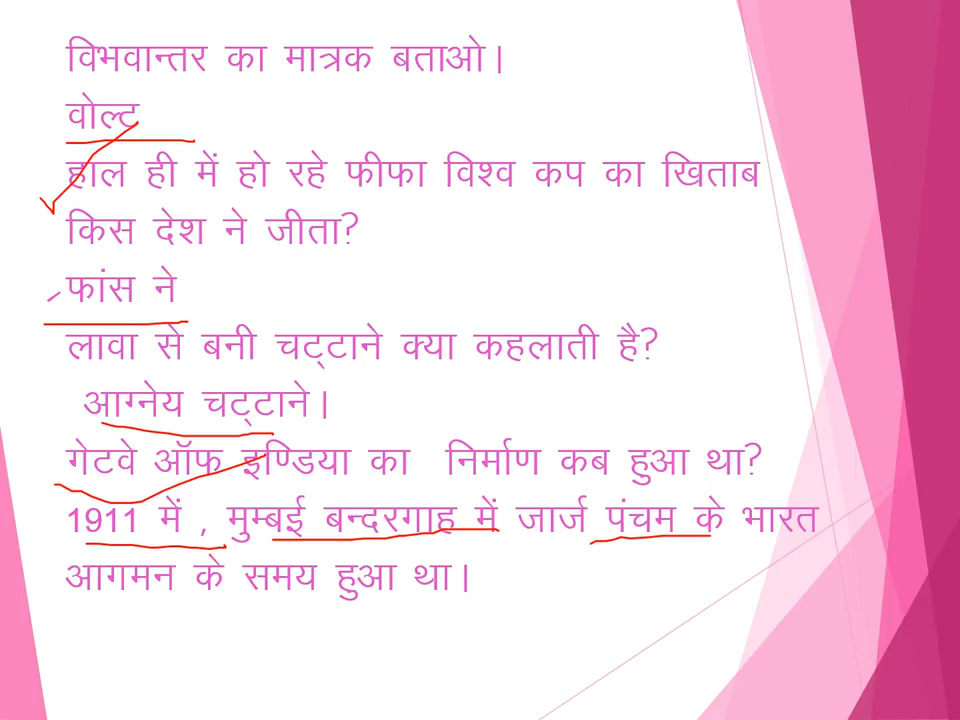 विभवान्तर का मात्रक बताओ।
वोल्ट
हाल ही में हो रहे फीफा विश्व कप का खिताब
किस देश ने जीता?
फांस ने
लावा से बनी चट्टाने क्या कहलाती है?
आग्नेय चट्टाने।
गेटवे ऑफ इण्डिया का निर्माण कब हुआ था?
1911 में , मुम्बई बन्दरगाह में जार्ज पंचम के भारत
आगमन के समय हुआ था।